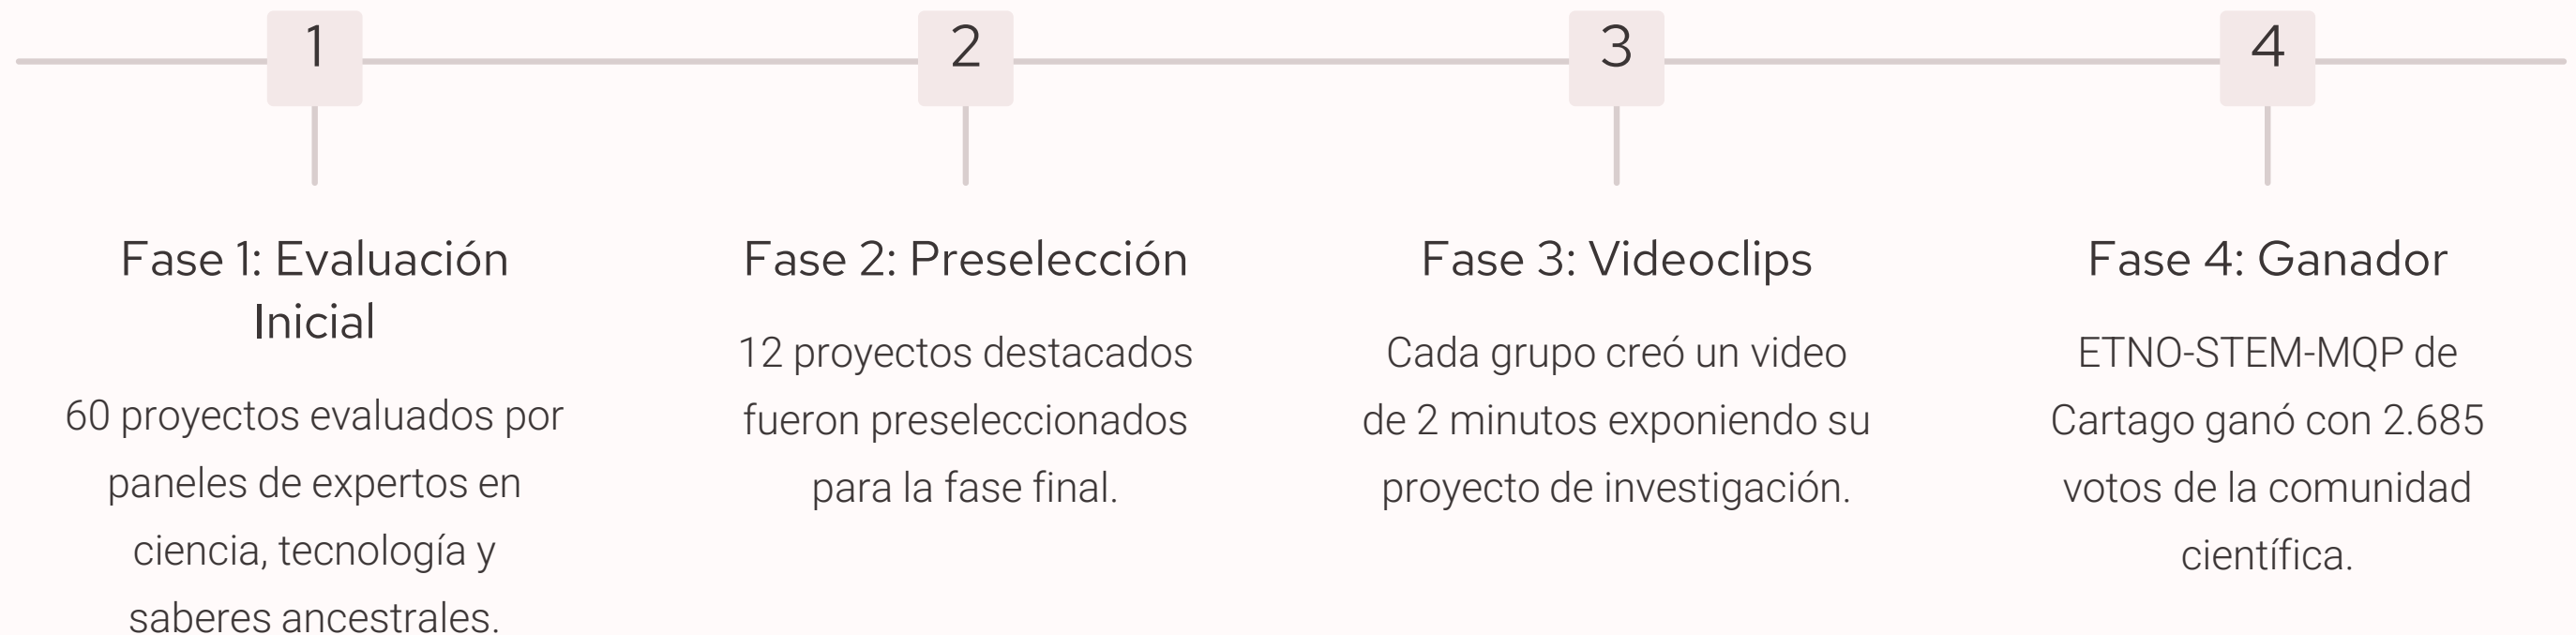 1
2
3
4
Fase 1: Evaluación
Inicial
60 proyectos evaluados por
paneles de expertos en
ciencia, tecnología y
saberes ancestrales.
Fase 2: Preselección
12 proyectos destacados
fueron preseleccionados
para la fase final.
Fase 3: Videoclips
Cada grupo creó un video
de 2 minutos exponiendo su
proyecto de investigación.
Fase 4: Ganador
ETNO-STEM-MQP de
Cartago ganó con 2.685
votos de la comunidad
científica.